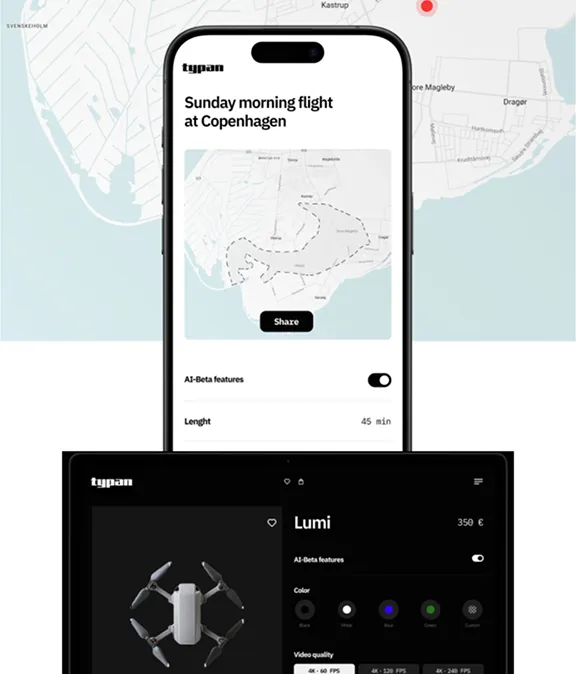 Kastrup
SVENSKEHOLM
ore Magleby
Dragør
typan
Sunday morning flight
at Copenhagen
Dragør
Share
AI-Beta features
Lenght
45 min
typan
Lumi
350 €
AI-Beta features
Color
Black
White
Blue
Green
Custom
Video quality
4K - 60 FPS
4K - 120 FPS
4K - 240 FPS